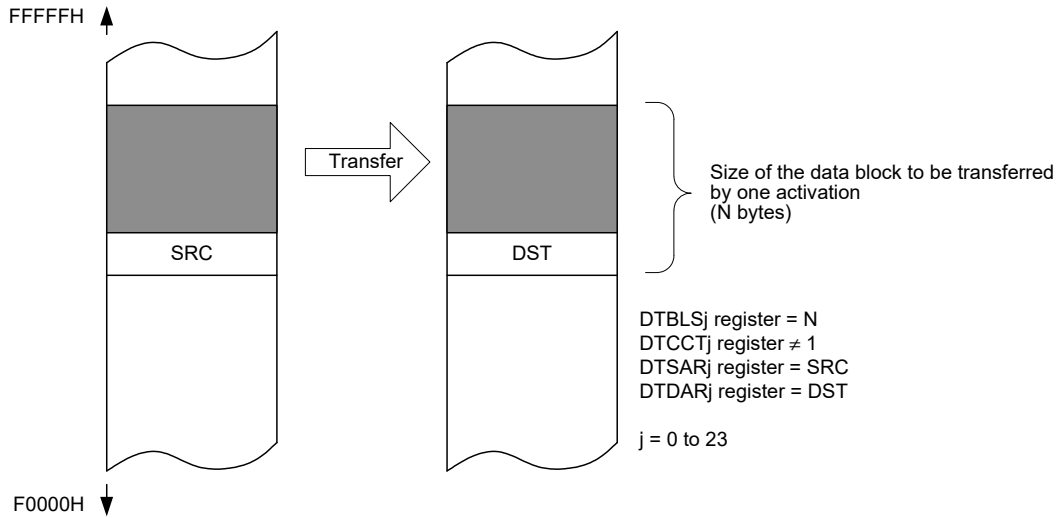 FFFFFH
Transfer
SRC
DST
Size of the data block to be transferred
by one activation
(N bytes)
DTBLSj register = N
DTCCTj register ≠ 1
DTSARj register = SRC
DTDARj register = DST
j = 0 to 23
F0000H